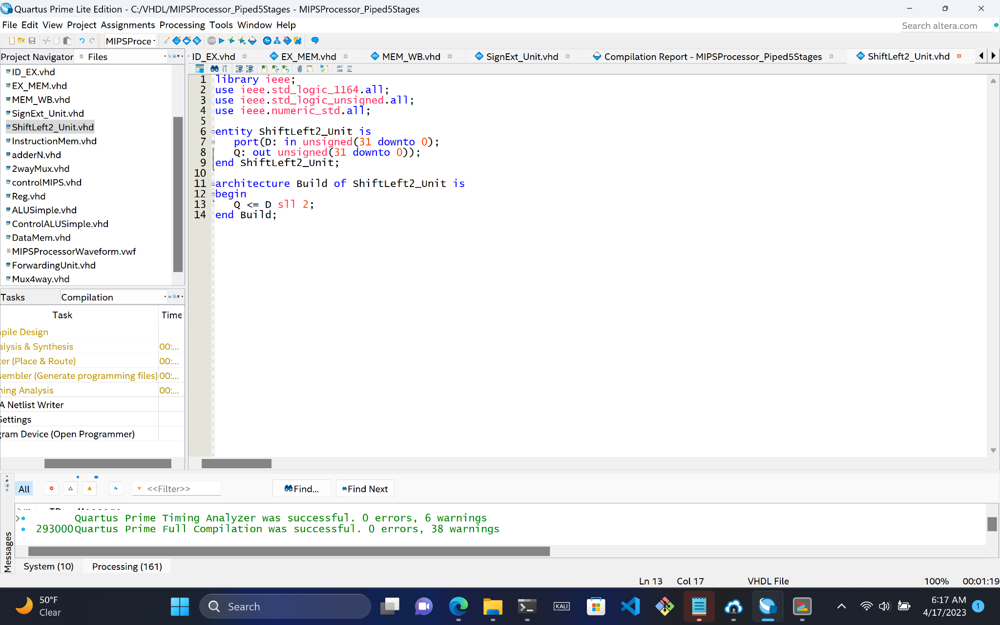 Quartus Prime Lite Edition - C:/VHDL/MIPSProcessor_Piped5Stages - MIPSProcessor_Piped5Stages
File Edit View Project Assignments Processing Tools Window Help
Search altera.com
MIPSProce
Project Navigator Files
ID_EX.vhd EX_MEM.vhd MEM_WB.vhd SignExt_Unit.vhd Compilation Report - MIPSProcessor_Piped5Stages ShiftLeft2_Unit.vhd
267
268
ID_EX.vhd
EX_MEM.vhd
MEM_WB.vhd
SignExt_Unit.vhd
ShiftLeft2_Unit.vhd
InstructionMem.vhd
adderN.vhd
2wayMux.vhd
controlMIPS.vhd
Reg.vhd
ALUSimple.vhd
ControlALUSimple.vhd
DataMem.vhd
MIPSProcessorWaveform.vwf
ForwardingUnit.vhd
Mux4way.vhd
1 library ieee;
2 use ieee.std_logic_1164.all;
3 use ieee.std_logic_unsigned.all;
4 use ieee.numeric_std.all;
5
6 entity ShiftLeft2_Unit is
7 port(D: in unsigned(31 downto 0);
8 Q: out unsigned(31 downto 0));
9 end ShiftLeft2_Unit;
10
11 architecture Build of ShiftLeft2_Unit is
12 begin
13 Q <= D sll 2;
14 end Build;
Tasks Compilation
Task Time
pile Design
alysis & Synthesis 00:...
ter (Place & Route) 00:...
sembler (Generate programming files) 00:...
ning Analysis 00:...
A Netlist Writer
Settings
gram Device (Open Programmer)
All <<Filter>> Find... Find Next
Quartus Prime Timing Analyzer was successful. 0 errors, 6 warnings
293000 Quartus Prime Full Compilation was successful. 0 errors, 38 warnings
Messages
System (10) Processing (161)
Ln 13 Col 17 VHDL File 100% 00:01:19
50°F
Clear
Search
KALI
6:17 AM
4/17/2023
1